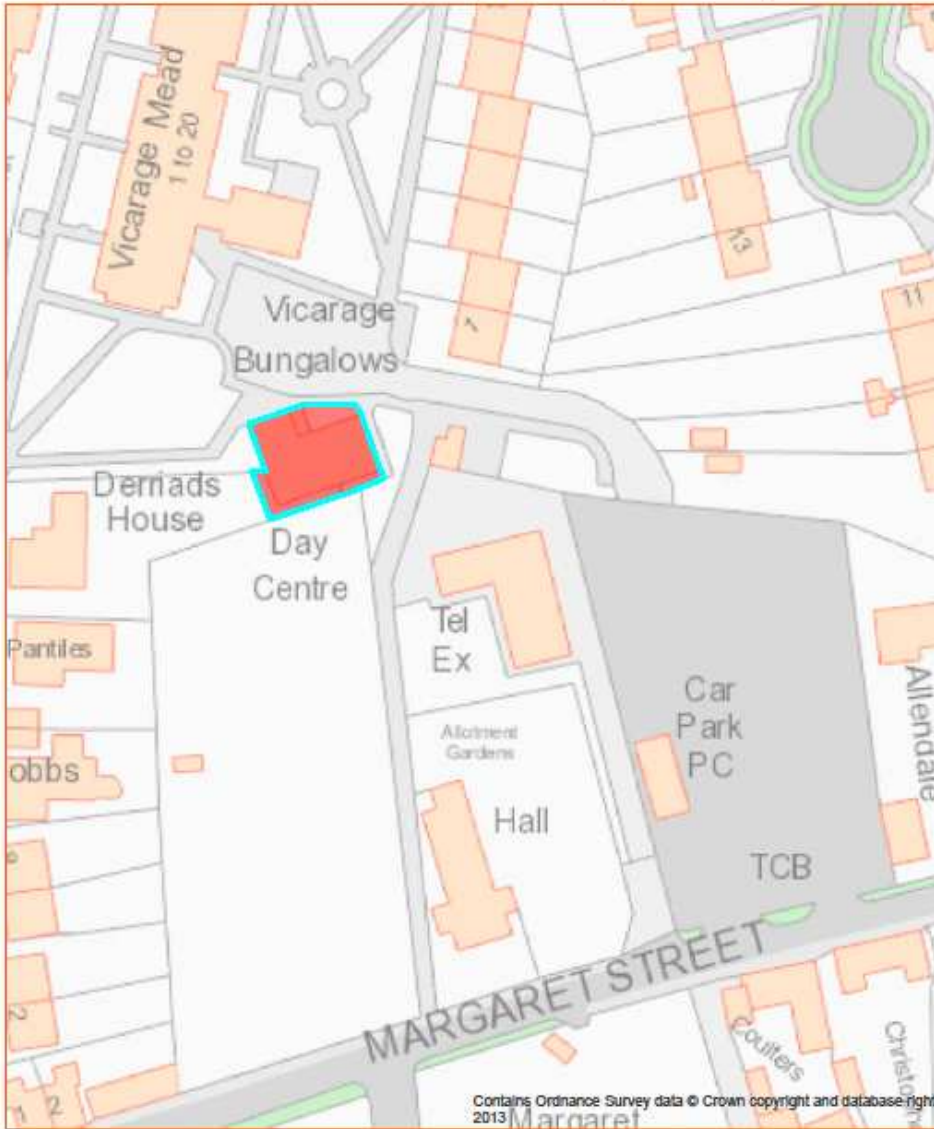 Vicarage Mead
1 to 20
13
11
Vicarage
Bungalows
7
Derriads
House
Day
Centre
Pantiles
Tel
Ex
Car
Park
PC
Allendale
Allotment
Gardens
obbs
Hall
TCB
MARGARET STREET
2
1
2
Coulters
Christophe
Contains Ordnance Survey data © Crown copyright and database right
2013
Margaret